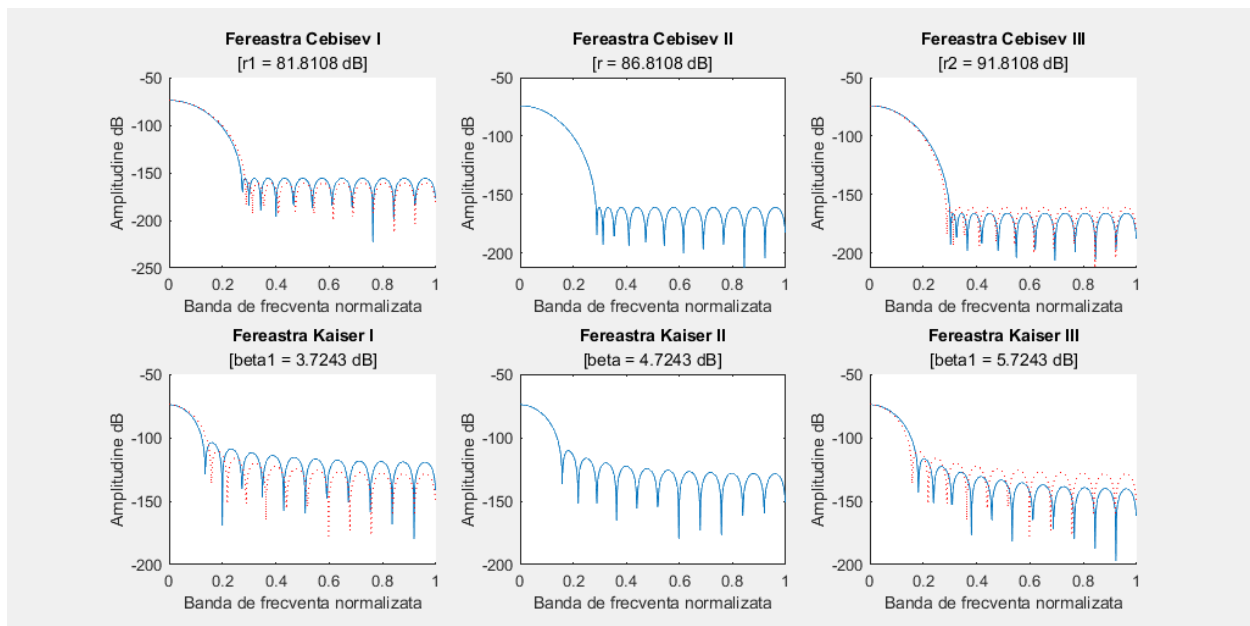 Fereastra Cebisev I
[r1 = 81.8108 dB]
-50
-100
-150
-200
-250
Amplitudine dB
0 0.2 0.4 0.6 0.8 1
Banda de frecventa normalizata
Fereastra Cebisev II
[r = 86.8108 dB]
-50
-100
-150
-200
Amplitudine dB
0 0.2 0.4 0.6 0.8 1
Banda de frecventa normalizata
Fereastra Cebisev III
[r2 = 91.8108 dB]
-50
-100
-150
-200
Amplitudine dB
0 0.2 0.4 0.6 0.8 1
Banda de frecventa normalizata
Fereastra Kaiser I
[beta1 = 3.7243 dB]
-50
-100
-150
-200
Amplitudine dB
0 0.2 0.4 0.6 0.8 1
Banda de frecventa normalizata
Fereastra Kaiser II
[beta = 4.7243 dB]
-50
-100
-150
-200
Amplitudine dB
0 0.2 0.4 0.6 0.8 1
Banda de frecventa normalizata
Fereastra Kaiser III
[beta1 = 5.7243 dB]
-50
-100
-150
-200
Amplitudine dB
0 0.2 0.4 0.6 0.8 1
Banda de frecventa normalizata